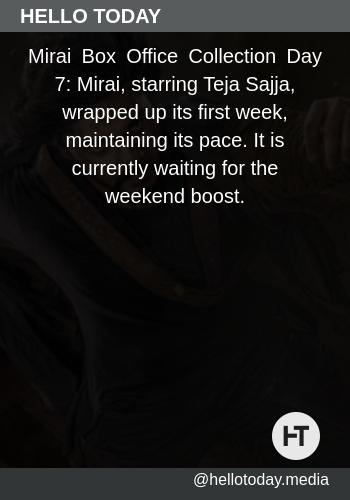 HELLO TODAY
Mirai Box Office Collection Day
7: Mirai, starring Teja Sajja,
wrapped up its first week,
maintaining its pace. It is
currently waiting for the
weekend boost.
HT
@hellotoday.media